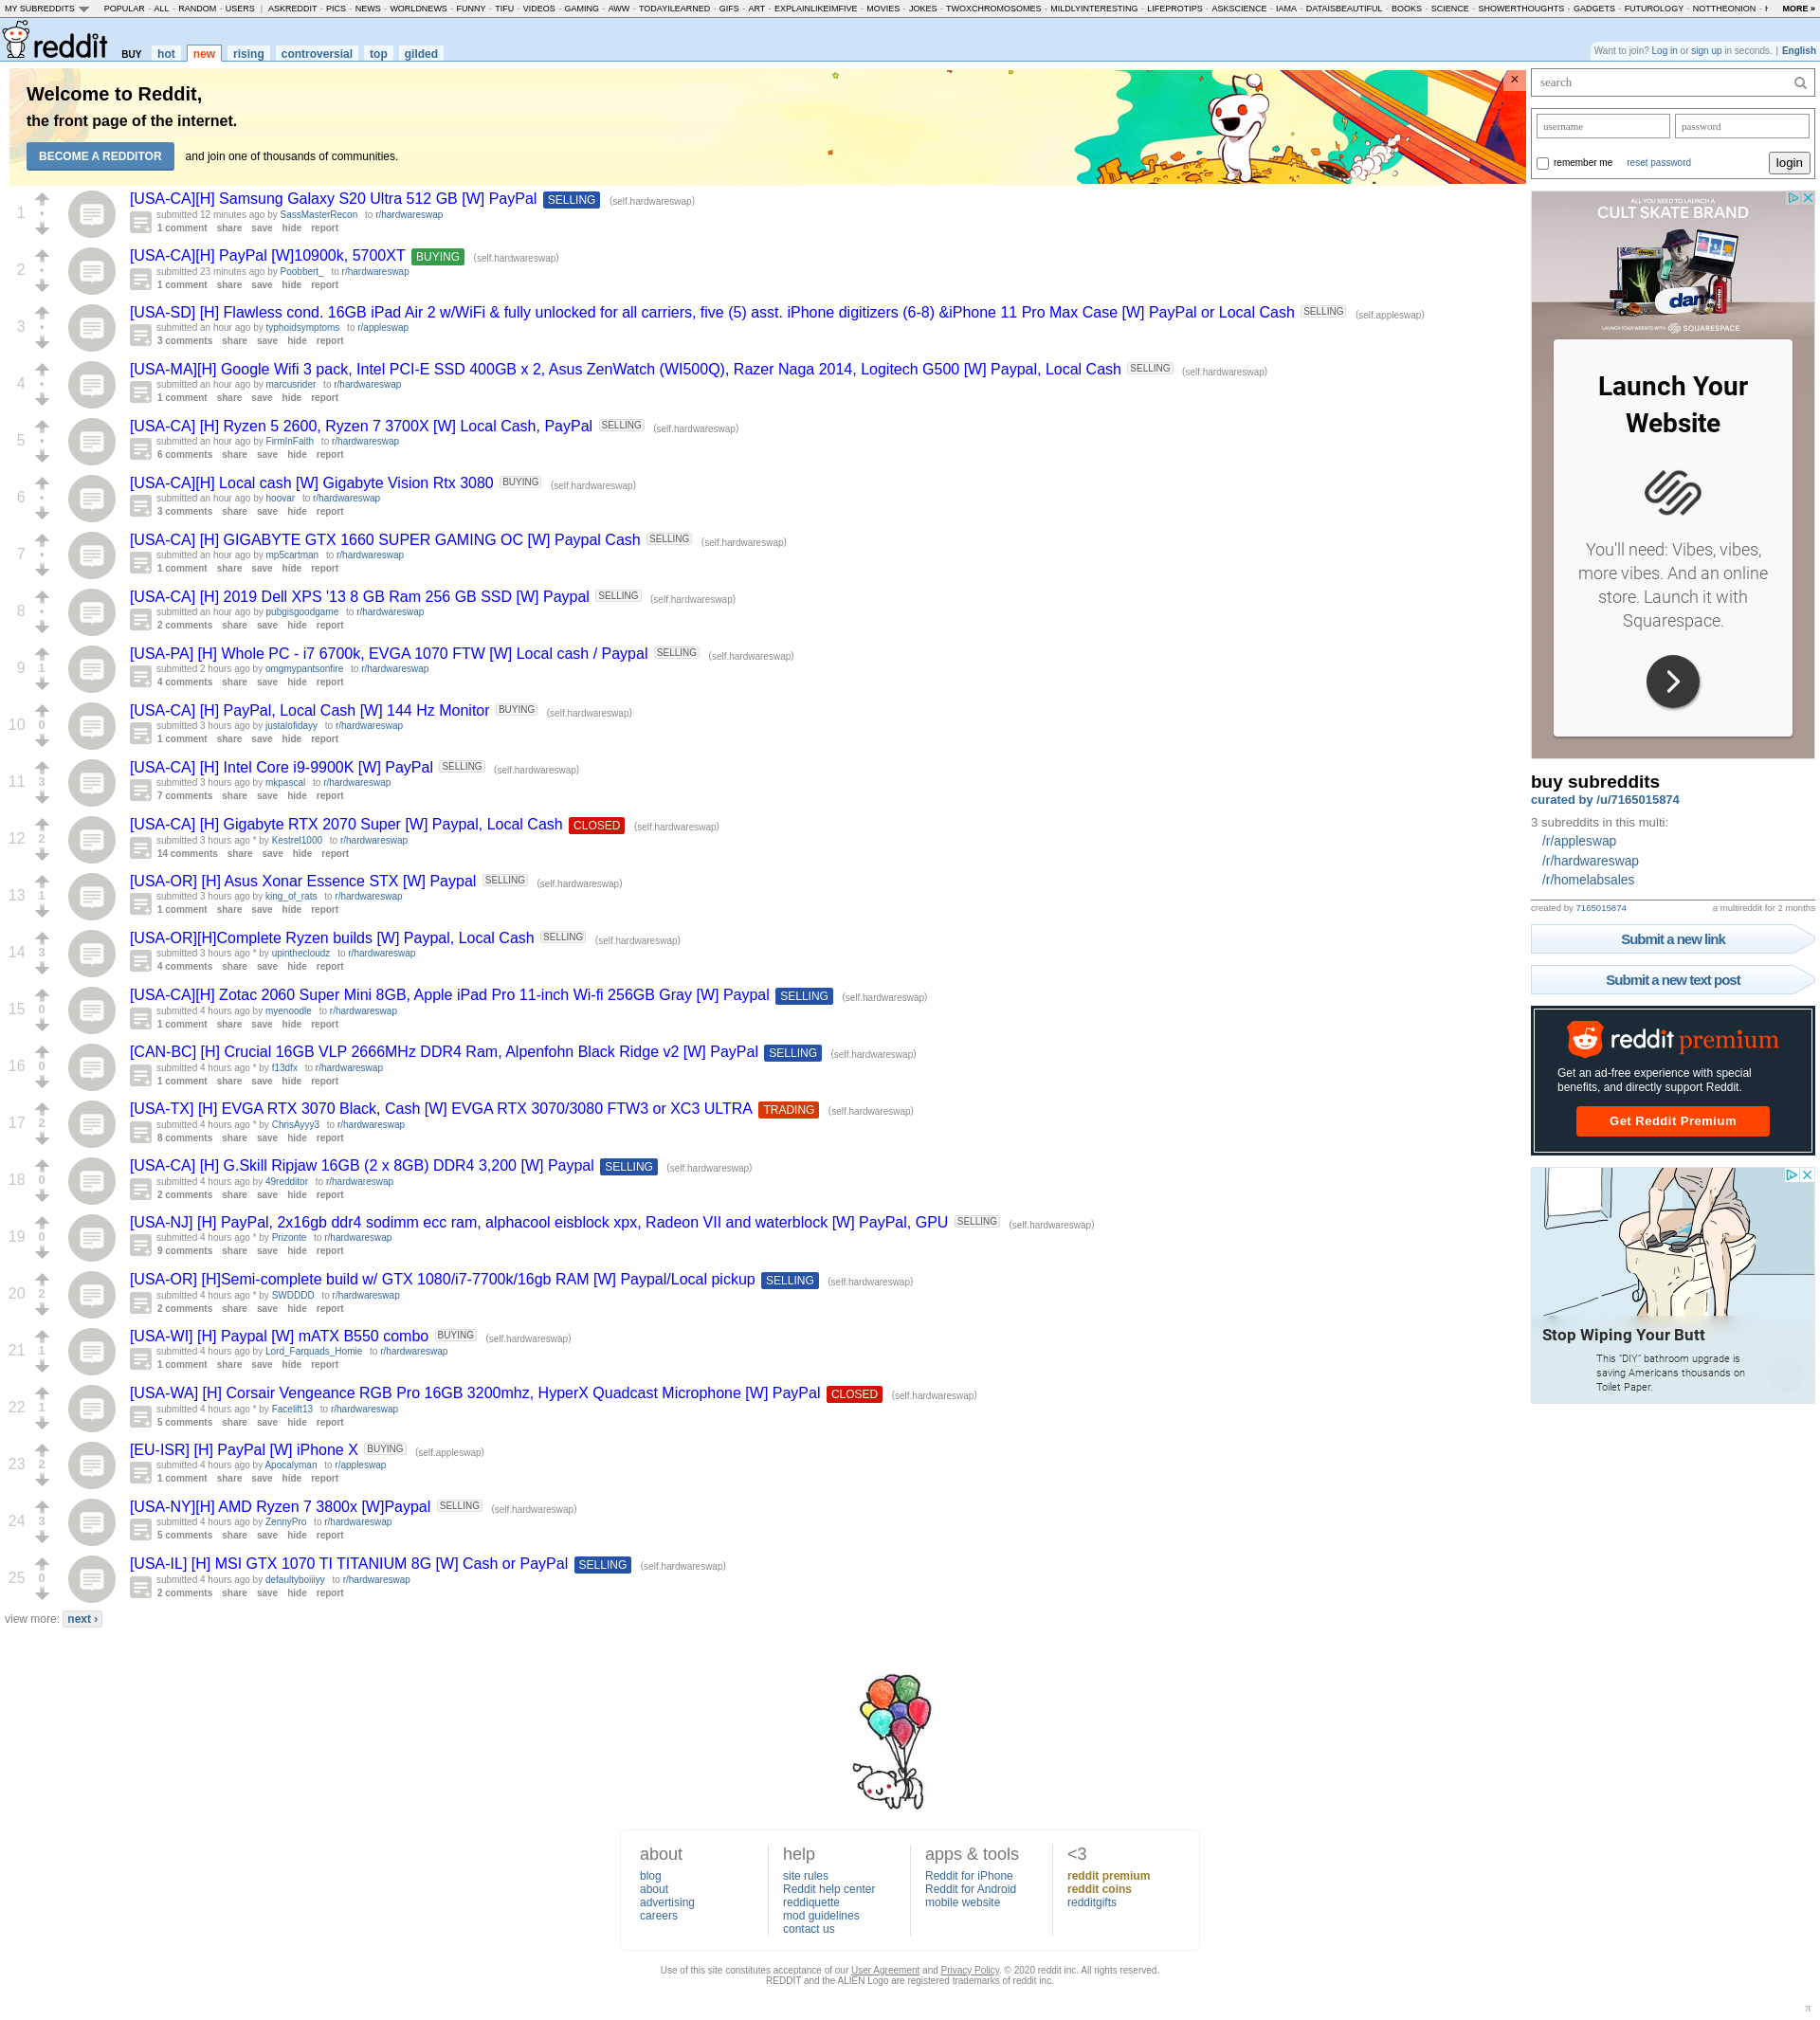 MY SUBREDDITS POPULAR - ALL - RANDOM - USERS | ASKREDDIT - PICS - NEWS - WORLDNEWS - FUNNY - TIFU - VIDEOS - GAMING - AWW - TODAYILEARNED - GIFS - ART - EXPLAINLIKEIMFIVE - MOVIES - JOKES - TWOXCHROMOSOMES - MILDLYINTERESTING - LIFEPROTIPS - ASKSCIENCE - IAMA - DATAISBEAUTIFUL - BOOKS - SCIENCE - SHOWERTHOUGHTS - GADGETS - FUTUROLOGY - NOTTHEONION - MORE »
reddit BUY hot new rising controversial top gilded
Want to join? Log in or sign up in seconds. | English
Welcome to Reddit,
the front page of the internet.
BECOME A REDDITOR and join one of thousands of communities.
×
1
[USA-CA][H] Samsung Galaxy S20 Ultra 512 GB [W] PayPal SELLING (self.hardwareswap)
submitted 12 minutes ago by SassMasterRecon to r/hardwareswap
1 comment share save hide report
2
[USA-CA][H] PayPal [W]10900k, 5700XT BUYING (self.hardwareswap)
submitted 23 minutes ago by Poobbert_ to r/hardwareswap
1 comment share save hide report
3
[USA-SD] [H] Flawless cond. 16GB iPad Air 2 w/WiFi & fully unlocked for all carriers, five (5) asst. iPhone digitizers (6-8) &iPhone 11 Pro Max Case [W] PayPal or Local Cash SELLING (self.appleswap)
submitted an hour ago by typhoidsymptoms to r/appleswap
3 comments share save hide report
4
[USA-MA][H] Google Wifi 3 pack, Intel PCI-E SSD 400GB x 2, Asus ZenWatch (WI500Q), Razer Naga 2014, Logitech G500 [W] Paypal, Local Cash SELLING (self.hardwareswap)
submitted an hour ago by marcusrider to r/hardwareswap
1 comment share save hide report
5
[USA-CA] [H] Ryzen 5 2600, Ryzen 7 3700X [W] Local Cash, PayPal SELLING (self.hardwareswap)
submitted an hour ago by FirmInFaith to r/hardwareswap
6 comments share save hide report
6
[USA-CA][H] Local cash [W] Gigabyte Vision Rtx 3080 BUYING (self.hardwareswap)
submitted an hour ago by hoovar to r/hardwareswap
3 comments share save hide report
7
[USA-CA] [H] GIGABYTE GTX 1660 SUPER GAMING OC [W] Paypal Cash SELLING (self.hardwareswap)
submitted an hour ago by mp5cartman to r/hardwareswap
1 comment share save hide report
8
[USA-CA] [H] 2019 Dell XPS '13 8 GB Ram 256 GB SSD [W] Paypal SELLING (self.hardwareswap)
submitted an hour ago by pubgisgoodgame to r/hardwareswap
2 comments share save hide report
9 1
[USA-PA] [H] Whole PC - i7 6700k, EVGA 1070 FTW [W] Local cash / Paypal SELLING (self.hardwareswap)
submitted 2 hours ago by omgmypantsonfire to r/hardwareswap
4 comments share save hide report
10 0
[USA-CA] [H] PayPal, Local Cash [W] 144 Hz Monitor BUYING (self.hardwareswap)
submitted 3 hours ago by justalofidayy to r/hardwareswap
1 comment share save hide report
11 3
[USA-CA] [H] Intel Core i9-9900K [W] PayPal SELLING (self.hardwareswap)
submitted 3 hours ago by mkpascal to r/hardwareswap
7 comments share save hide report
12 2
[USA-CA] [H] Gigabyte RTX 2070 Super [W] Paypal, Local Cash CLOSED (self.hardwareswap)
submitted 3 hours ago * by Kestrel1000 to r/hardwareswap
14 comments share save hide report
13 1
[USA-OR] [H] Asus Xonar Essence STX [W] Paypal SELLING (self.hardwareswap)
submitted 3 hours ago by king_of_rats to r/hardwareswap
1 comment share save hide report
14 3
[USA-OR][H]Complete Ryzen builds [W] Paypal, Local Cash SELLING (self.hardwareswap)
submitted 3 hours ago * by upinthecloudz to r/hardwareswap
4 comments share save hide report
15 0
[USA-CA][H] Zotac 2060 Super Mini 8GB, Apple iPad Pro 11-inch Wi-fi 256GB Gray [W] Paypal SELLING (self.hardwareswap)
submitted 4 hours ago by myenoodle to r/hardwareswap
1 comment share save hide report
16 0
[CAN-BC] [H] Crucial 16GB VLP 2666MHz DDR4 Ram, Alpenfohn Black Ridge v2 [W] PayPal SELLING (self.hardwareswap)
submitted 4 hours ago * by f13dfx to r/hardwareswap
1 comment share save hide report
17 2
[USA-TX] [H] EVGA RTX 3070 Black, Cash [W] EVGA RTX 3070/3080 FTW3 or XC3 ULTRA TRADING (self.hardwareswap)
submitted 4 hours ago * by ChrisAyyy3 to r/hardwareswap
8 comments share save hide report
18 0
[USA-CA] [H] G.Skill Ripjaw 16GB (2 x 8GB) DDR4 3,200 [W] Paypal SELLING (self.hardwareswap)
submitted 4 hours ago by 49redditor to r/hardwareswap
2 comments share save hide report
19 0
[USA-NJ] [H] PayPal, 2x16gb ddr4 sodimm ecc ram, alphacool eisblock xpx, Radeon VII and waterblock [W] PayPal, GPU SELLING (self.hardwareswap)
submitted 4 hours ago * by Prizonte to r/hardwareswap
9 comments share save hide report
20 2
[USA-OR] [H]Semi-complete build w/ GTX 1080/i7-7700k/16gb RAM [W] Paypal/Local pickup SELLING (self.hardwareswap)
submitted 4 hours ago * by SWDDDD to r/hardwareswap
2 comments share save hide report
21 1
[USA-WI] [H] Paypal [W] mATX B550 combo BUYING (self.hardwareswap)
submitted 4 hours ago by Lord_Farquads_Homie to r/hardwareswap
1 comment share save hide report
22 1
[USA-WA] [H] Corsair Vengeance RGB Pro 16GB 3200mhz, HyperX Quadcast Microphone [W] PayPal CLOSED (self.hardwareswap)
submitted 4 hours ago * by Facelift13 to r/hardwareswap
5 comments share save hide report
23 2
[EU-ISR] [H] PayPal [W] iPhone X BUYING (self.appleswap)
submitted 4 hours ago by Apocalyman to r/appleswap
1 comment share save hide report
24 3
[USA-NY][H] AMD Ryzen 7 3800x [W]Paypal SELLING (self.hardwareswap)
submitted 4 hours ago by ZennyPro to r/hardwareswap
5 comments share save hide report
25 0
[USA-IL] [H] MSI GTX 1070 TI TITANIUM 8G [W] Cash or PayPal SELLING (self.hardwareswap)
submitted 4 hours ago by defaultyboiiiyy to r/hardwareswap
2 comments share save hide report
view more: next ›
search
username password
remember me reset password login
ALL YOU NEED TO LAUNCH A
CULT SKATE BRAND
dan
LAUNCH YOUR WEBSITE WITH SQUARESPACE
Launch Your
Website
You'll need: Vibes, vibes,
more vibes. And an online
store. Launch it with
Squarespace.
buy subreddits
curated by /u/7165015874
3 subreddits in this multi:
/r/appleswap
/r/hardwareswap
/r/homelabsales
created by 7165015874 a multireddit for 2 months
Submit a new link
Submit a new text post
reddit premium
Get an ad-free experience with special
benefits, and directly support Reddit.
Get Reddit Premium
Stop Wiping Your Butt
This "DIY" bathroom upgrade is
saving Americans thousands on
Toilet Paper.
about
blog
about
advertising
careers
help
site rules
Reddit help center
reddiquette
mod guidelines
contact us
apps & tools
Reddit for iPhone
Reddit for Android
mobile website
<3
reddit premium
reddit coins
redditgifts
Use of this site constitutes acceptance of our User Agreement and Privacy Policy. © 2020 reddit inc. All rights reserved.
REDDIT and the ALIEN Logo are registered trademarks of reddit inc.
π